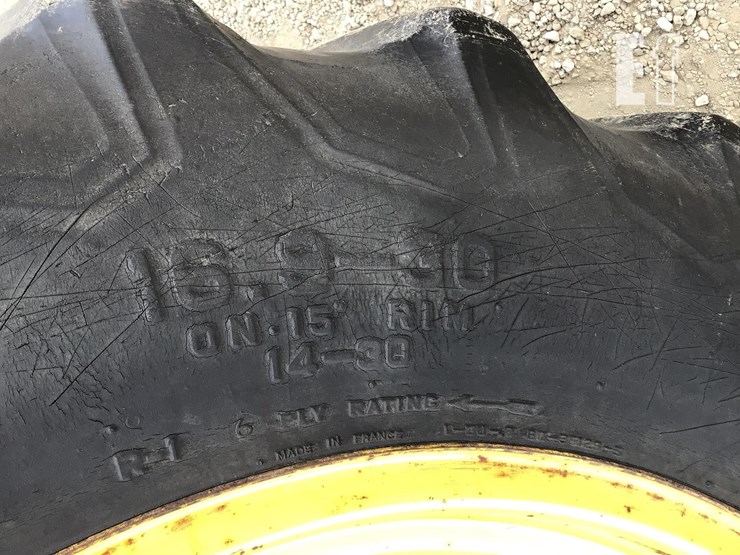 16.9-30
ON.15" RIM
14-30
R-1 6 PLY RATING
MADE IN FRANCE